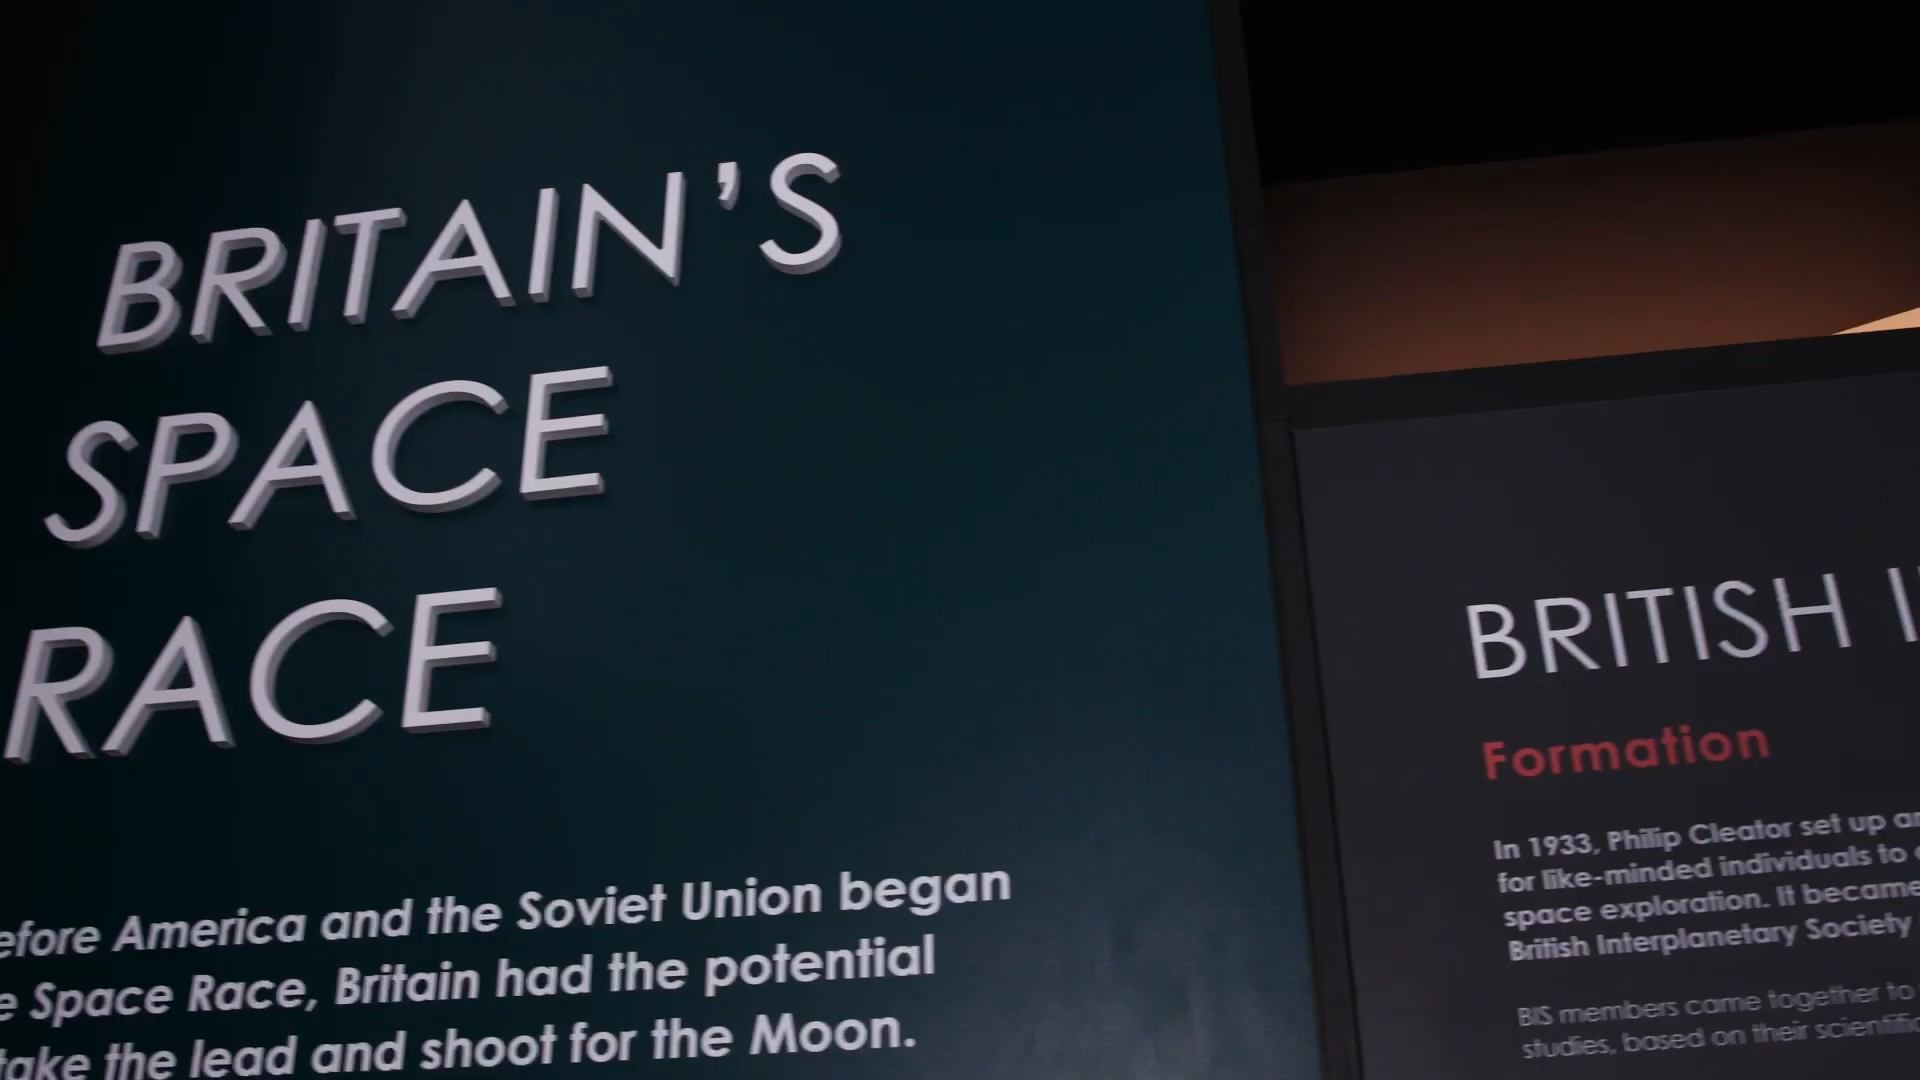 BRITAIN'S
SPACE
RACE
efore America and the Soviet Union began
e Space Race, Britain had the potential
take the lead and shoot for the Moon.
BRITISH I
Formation
In 1933, Philip Cleator set up an
for like-minded individuals to
space exploration. It became
British Interplanetary Society
BIS members came together to
studies, based on their scientific